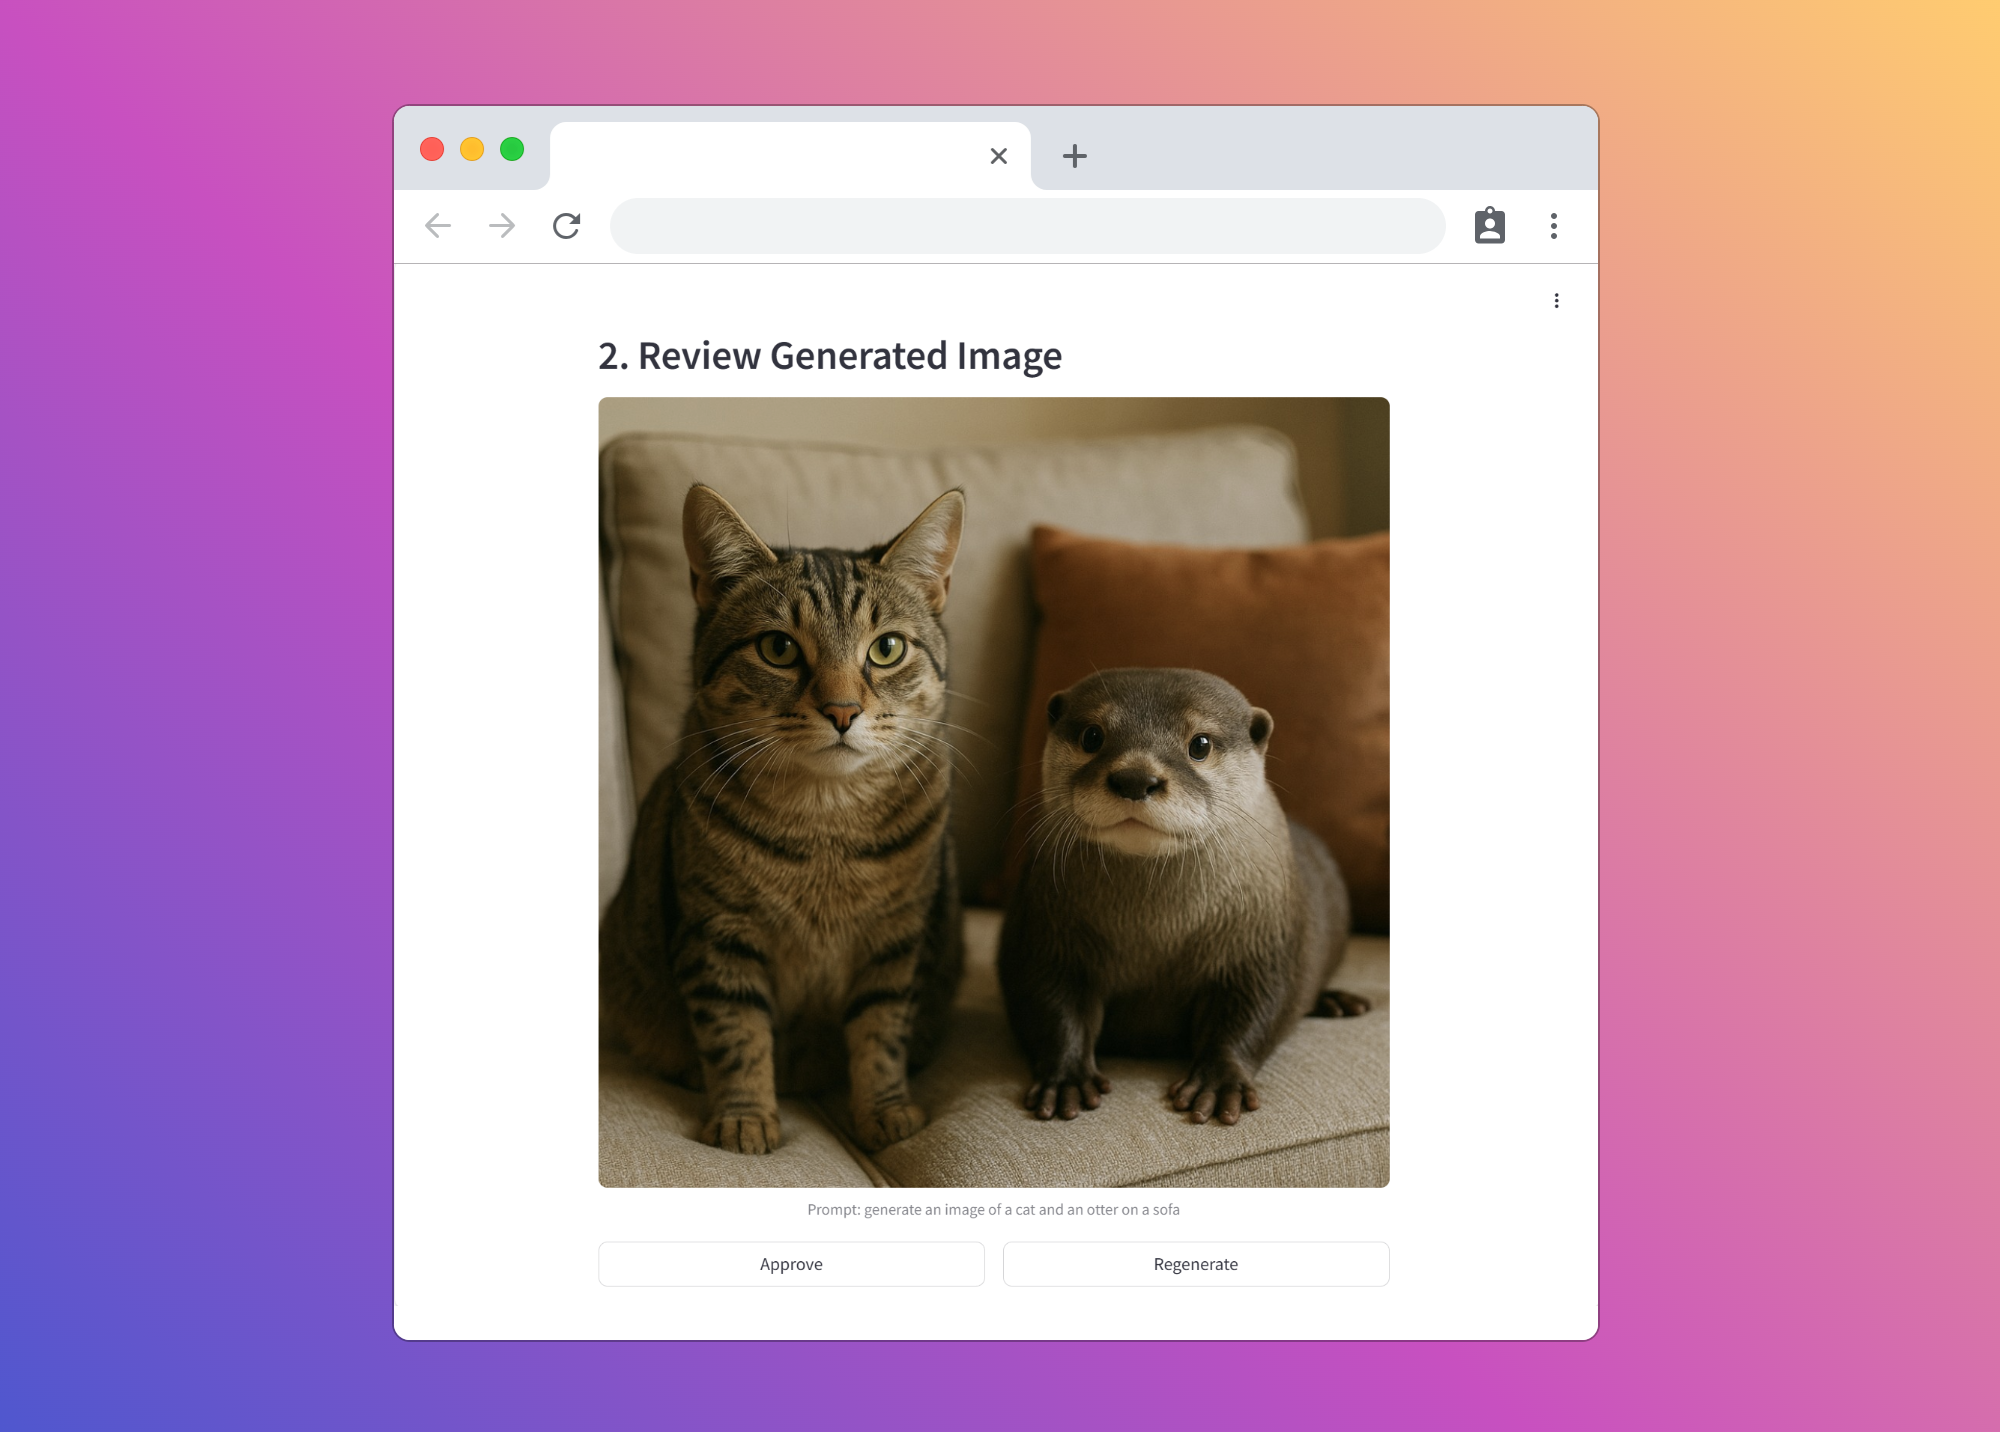 2. Review Generated Image
Prompt: generate an image of a cat and an otter on a sofa
Approve
Regenerate